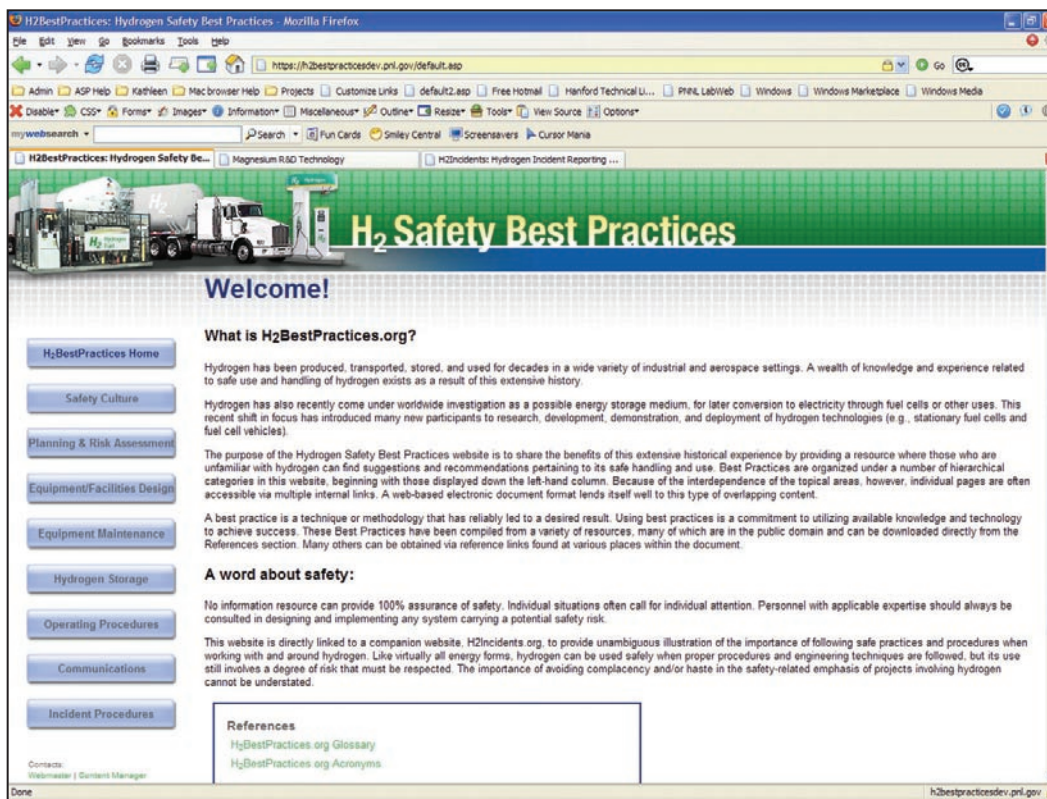 H2BestPractices: Hydrogen Safety Best Practices - Mozilla Firefox
File Edit View Go Bookmarks Tools Help
https://h2bestpracticesdev.pnl.gov/default.asp Go
Admin ASP Help Kathleen Mac browser Help Projects Customize Links default2.asp Free Hotmail Hanford Technical Li... PNNL LabWeb Windows Windows Marketplace Windows Media
Disable CSS Forms Images Information Miscellaneous Outline Resize Tools View Source Options
mywebsearch Search Fun Cards Smiley Central Screensavers Cursor Mania
H2BestPractices: Hydrogen Safety Be... Magnesium R&D Technology H2Incidents: Hydrogen Incident Reporting ...
H2
Hydrogen
H2 Hydrogen Fuel
H2 Safety Best Practices
Welcome!
H2BestPractices Home
Safety Culture
Planning & Risk Assessment
Equipment/Facilities Design
Equipment Maintenance
Hydrogen Storage
Operating Procedures
Communications
Incident Procedures
Contacts:
Webmaster | Content Manager
What is H2BestPractices.org?
Hydrogen has been produced, transported, stored, and used for decades in a wide variety of industrial and aerospace settings. A wealth of knowledge and experience related
to safe use and handling of hydrogen exists as a result of this extensive history.
Hydrogen has also recently come under worldwide investigation as a possible energy storage medium, for later conversion to electricity through fuel cells or other uses. This
recent shift in focus has introduced many new participants to research, development, demonstration, and deployment of hydrogen technologies (e.g., stationary fuel cells and
fuel cell vehicles).
The purpose of the Hydrogen Safety Best Practices website is to share the benefits of this extensive historical experience by providing a resource where those who are
unfamiliar with hydrogen can find suggestions and recommendations pertaining to its safe handling and use. Best Practices are organized under a number of hierarchical
categories in this website, beginning with those displayed down the left-hand column. Because of the interdependence of the topical areas, however, individual pages are often
accessible via multiple internal links. A web-based electronic document format lends itself well to this type of overlapping content.
A best practice is a technique or methodology that has reliably led to a desired result. Using best practices is a commitment to utilizing available knowledge and technology
to achieve success. These Best Practices have been compiled from a variety of resources, many of which are in the public domain and can be downloaded directly from the
References section. Many others can be obtained via reference links found at various places within the document.
A word about safety:
No information resource can provide 100% assurance of safety. Individual situations often call for individual attention. Personnel with applicable expertise should always be
consulted in designing and implementing any system carrying a potential safety risk.
This website is directly linked to a companion website, H2Incidents.org, to provide unambiguous illustration of the importance of following safe practices and procedures when
working with and around hydrogen. Like virtually all energy forms, hydrogen can be used safely when proper procedures and engineering techniques are followed, but its use
still involves a degree of risk that must be respected. The importance of avoiding complacency and/or haste in the safety-related emphasis of projects involving hydrogen
cannot be understated.
References
H2BestPractices.org Glossary
H2BestPractices.org Acronyms
Done h2bestpracticesdev.pnl.gov